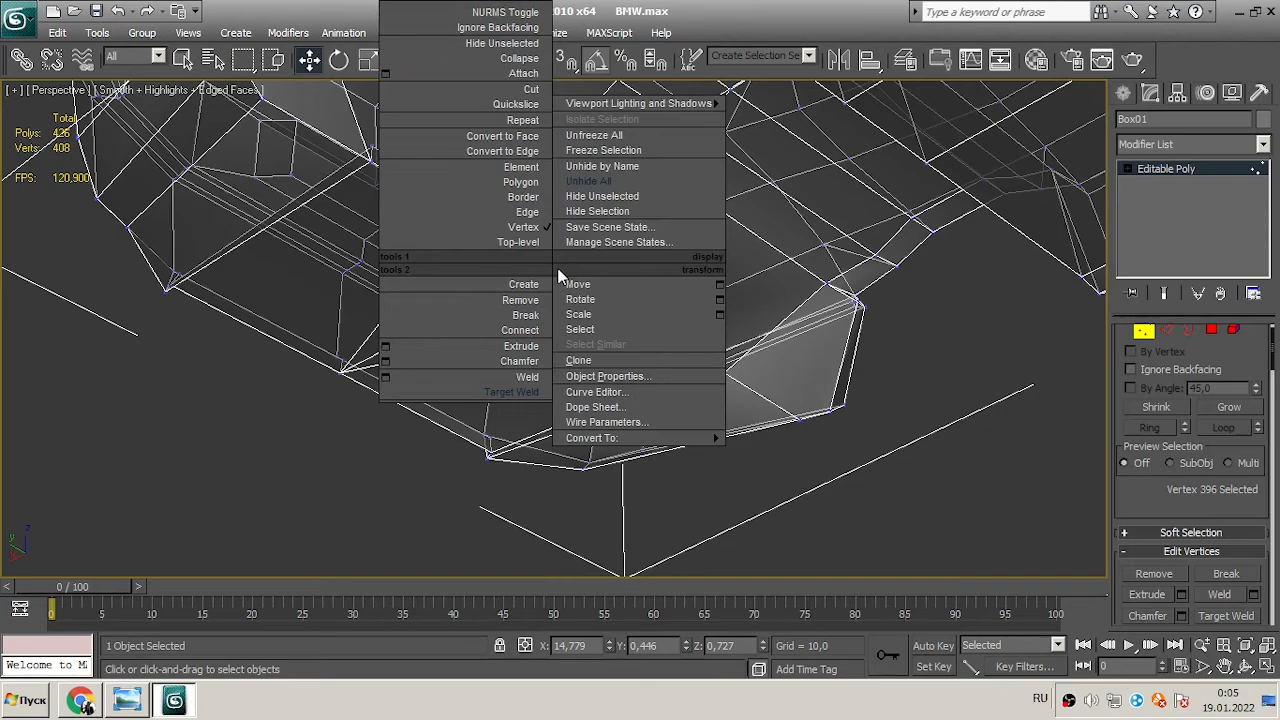 2010 x64 BMW.max
Type a keyword or phrase
Edit
Tools
Group
Views
Create
Modifiers
Animation
MAXScript
Help
All
Create Selection Se
[ + ] [ Perspective ] [ Smooth + Highlights + Edged Faces ]
Total
Polys: 426
Verts: 408
FPS: 120,900
NURMS Toggle
Ignore Backfacing
Hide Unselected
Collapse
Attach
Cut
Quickslice
Repeat
Convert to Face
Convert to Edge
Element
Polygon
Border
Edge
Vertex ✓
Top-level
tools 1
tools 2
Create
Remove
Break
Connect
Extrude
Chamfer
Weld
Target Weld
Viewport Lighting and Shadows
Isolate Selection
Unfreeze All
Freeze Selection
Unhide by Name
Unhide All
Hide Unselected
Hide Selection
Save Scene State...
Manage Scene States...
display
transform
Move
Rotate
Scale
Select
Select Similar
Clone
Object Properties...
Curve Editor...
Dope Sheet...
Wire Parameters...
Convert To:
z
y
Box01
Modifier List
Editable Poly
By Vertex
Ignore Backfacing
By Angle: 45,0
Shrink
Grow
Ring
Loop
Preview Selection
Off
SubObj
Multi
Vertex 396 Selected
+ Soft Selection
- Edit Vertices
Remove
Break
Extrude
Weld
Chamfer
Target Weld
< 0 / 100 >
0 5 10 15 20 25 30 35 40 45 50 55 60 65 70 75 80 85 90 95 100
1 Object Selected
X: 14,779
Y: 0,446
Z: 0,727
Grid = 10,0
Auto Key
Selected
Welcome to M
Click or click-and-drag to select objects
Add Time Tag
Set Key
Key Filters...
0
Пуск
RU
0:05
19.01.2022